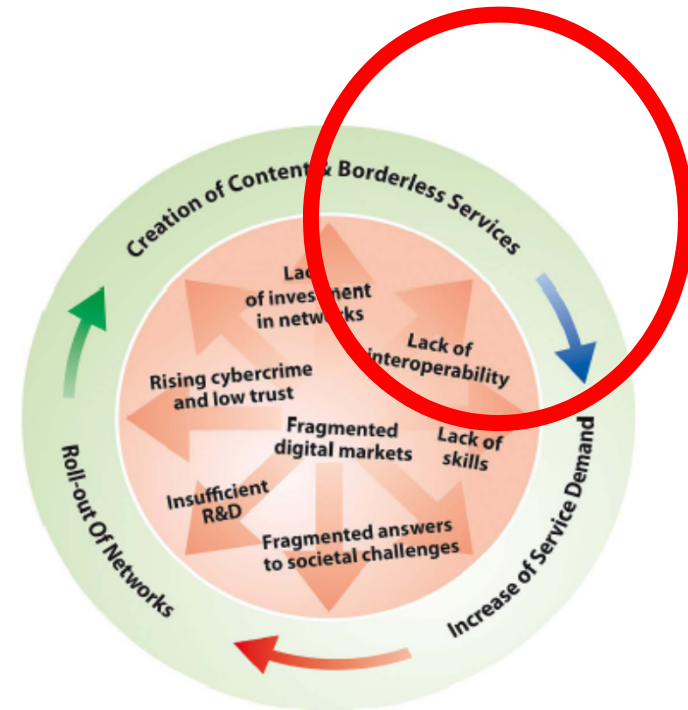 Creation of Content & Borderless Services
Lack
of investment
in networks
Lack of
interoperability
Rising cybercrime
and low trust
Fragmented
digital markets
Lack of
skills
Insufficient
R&D
Fragmented answers
to societal challenges
Roll-out Of Networks
Increase of Service Demand